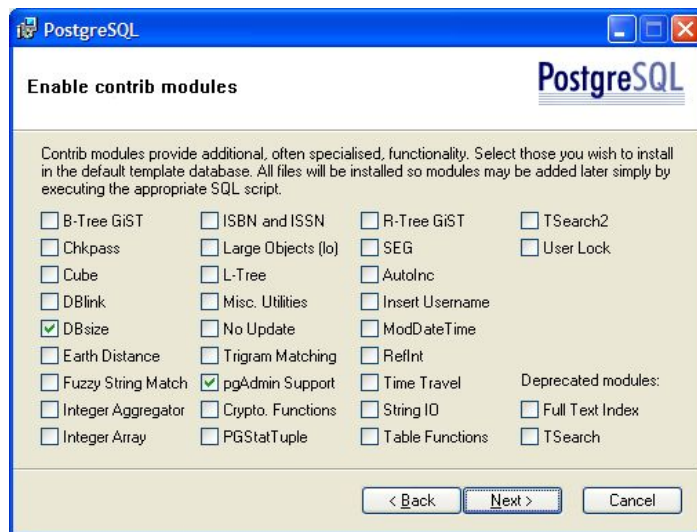 PostgreSQL
Enable contrib modules
PostgreSQL
Contrib modules provide additional, often specialised, functionality. Select those you wish to install
in the default template database. All files will be installed so modules may be added later simply by
executing the appropriate SQL script.
B-Tree GiST
ISBN and ISSN
R-Tree GiST
TSearch2
Chkpass
Large Objects (lo)
SEG
User Lock
Cube
L-Tree
AutoInc
DBlink
Misc. Utilities
Insert Username
DBsize
No Update
ModDateTime
Earth Distance
Trigram Matching
RefInt
Fuzzy String Match
pgAdmin Support
Time Travel
Deprecated modules:
Integer Aggregator
Crypto. Functions
String IO
Full Text Index
Integer Array
PGStatTuple
Table Functions
TSearch
< Back
Next >
Cancel